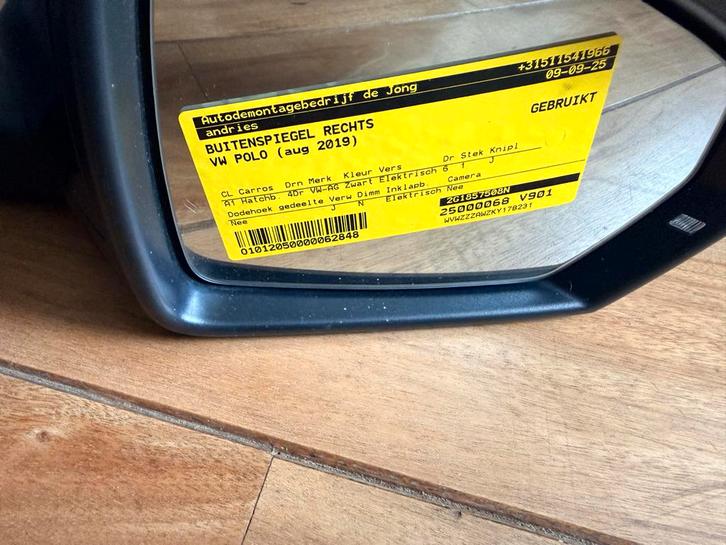 Autodemontagebedrijf de Jong
+31511541966
andries
09-09-25
BUITENSPIEGEL RECHTS
GEBRUIKT
VW POLO (aug 2019)
CL Carros Drn Merk Kleur Vers Dr Stek Knipl
A1 Hatchb. 4Dr VW-AG Zwart Elektrisch 6 1 J
Dodehoek gedeelte Verw Dimm Inklapb. Camera
Nee J N Elektrisch Nee
2G1857508N
25000068 V901
WVWZZZAWZKY178231
01012050000062848